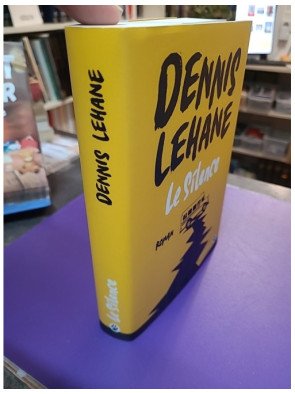 DENNIS LEHANE
Le Silence
DENNIS
LEHANE
Le Silence
ROMAN